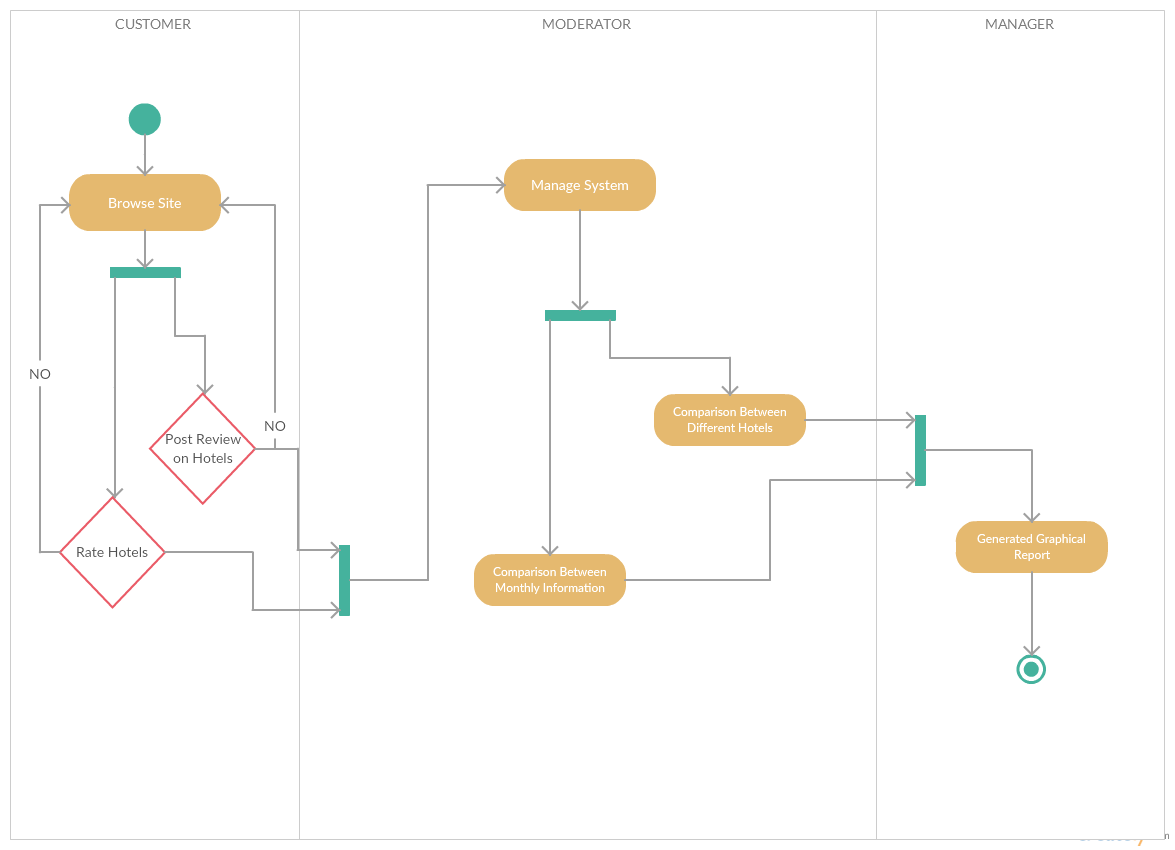 CUSTOMER
MODERATOR
MANAGER
Browse Site
Manage System
NO
NO
Post Review
on Hotels
Rate Hotels
Comparison Between
Different Hotels
Comparison Between
Monthly Information
Generated Graphical
Report